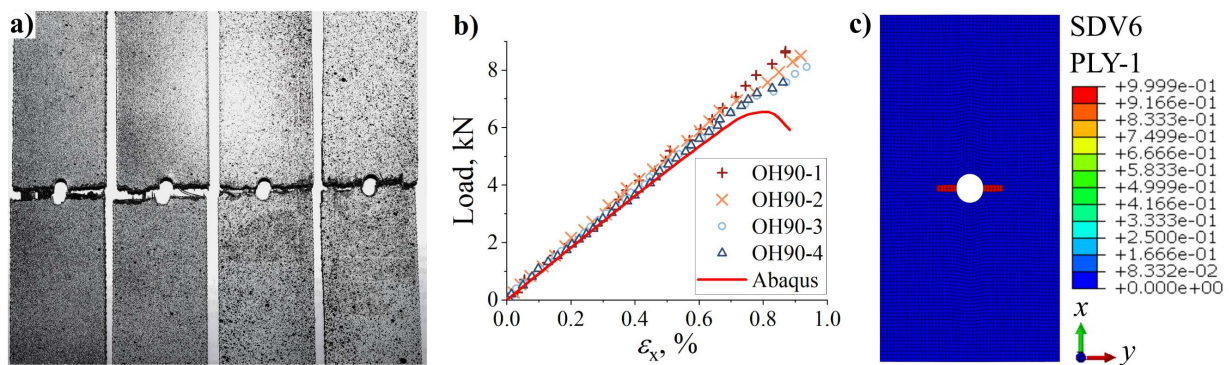 a)
b)
Load, kN
8
6
4
2
0
0.0 0.2 0.4 0.6 0.8 1.0
εx, %
OH90-1
OH90-2
OH90-3
OH90-4
Abaqus
c)
SDV6
PLY-1
+9.999e-01
+9.166e-01
+8.333e-01
+7.499e-01
+6.666e-01
+5.833e-01
+5.000e-01
+4.166e-01
+3.333e-01
+2.500e-01
+1.666e-01
+8.332e-02
+0.000e+00
x
y